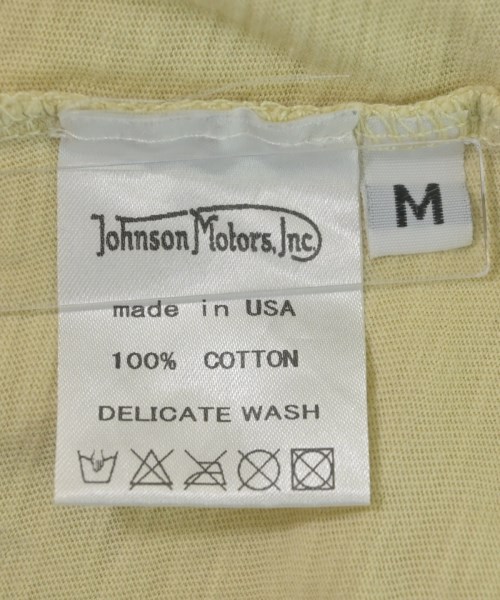 Johnson Motors, Inc.
M
made in USA
100% COTTON
DELICATE WASH